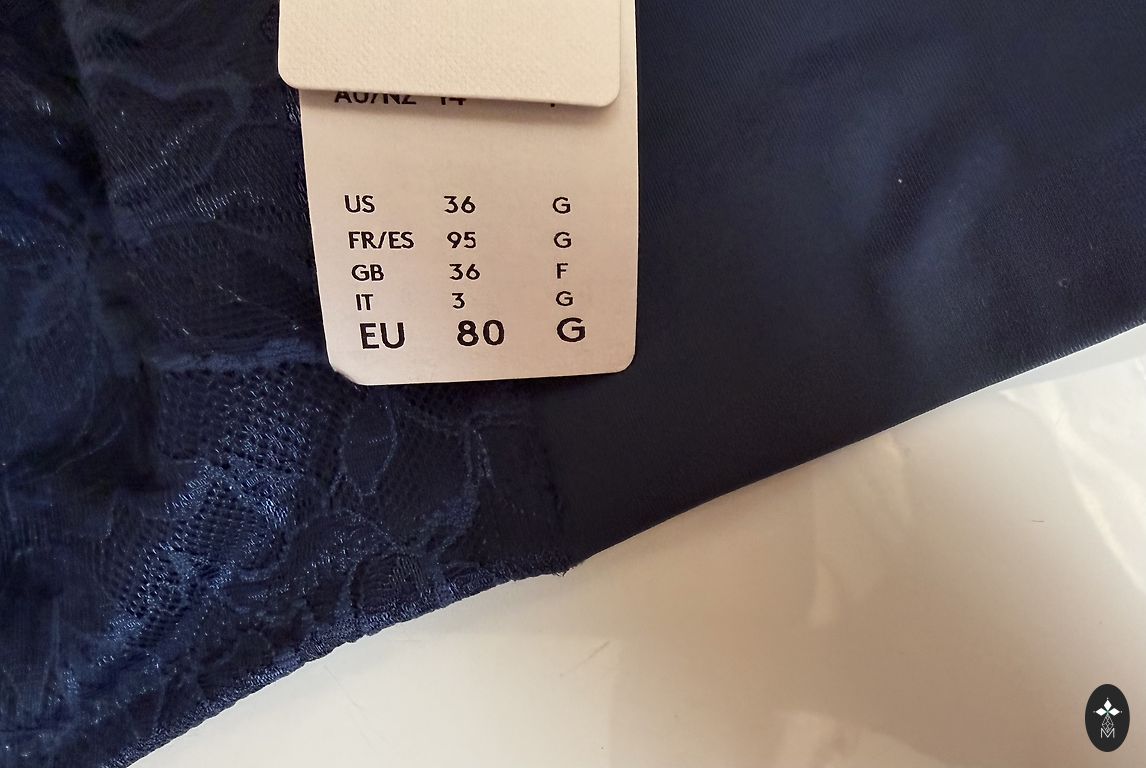 AU/NZ 14
US 36 G
FR/ES 95 G
GB 36 F
IT 3 G
EU 80 G
M